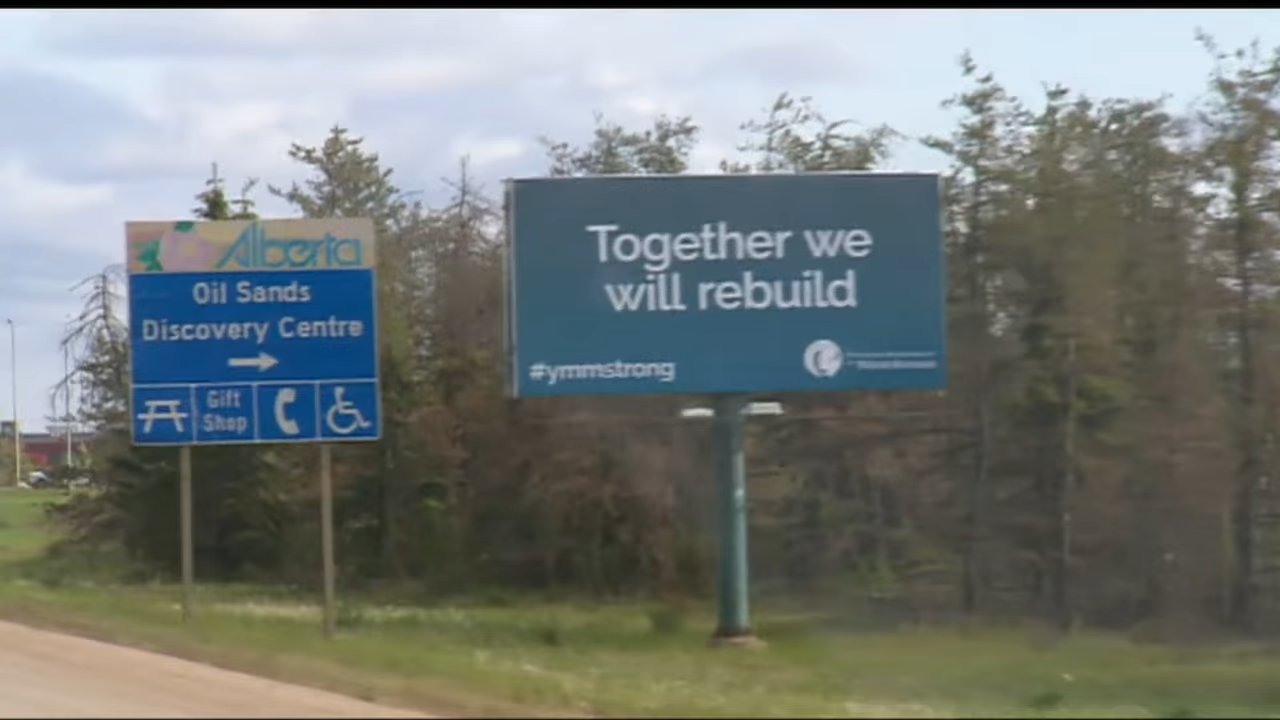 Alberta
Oil Sands
Discovery Centre
Gift
Shop
Together we
will rebuild
#ymmstrong